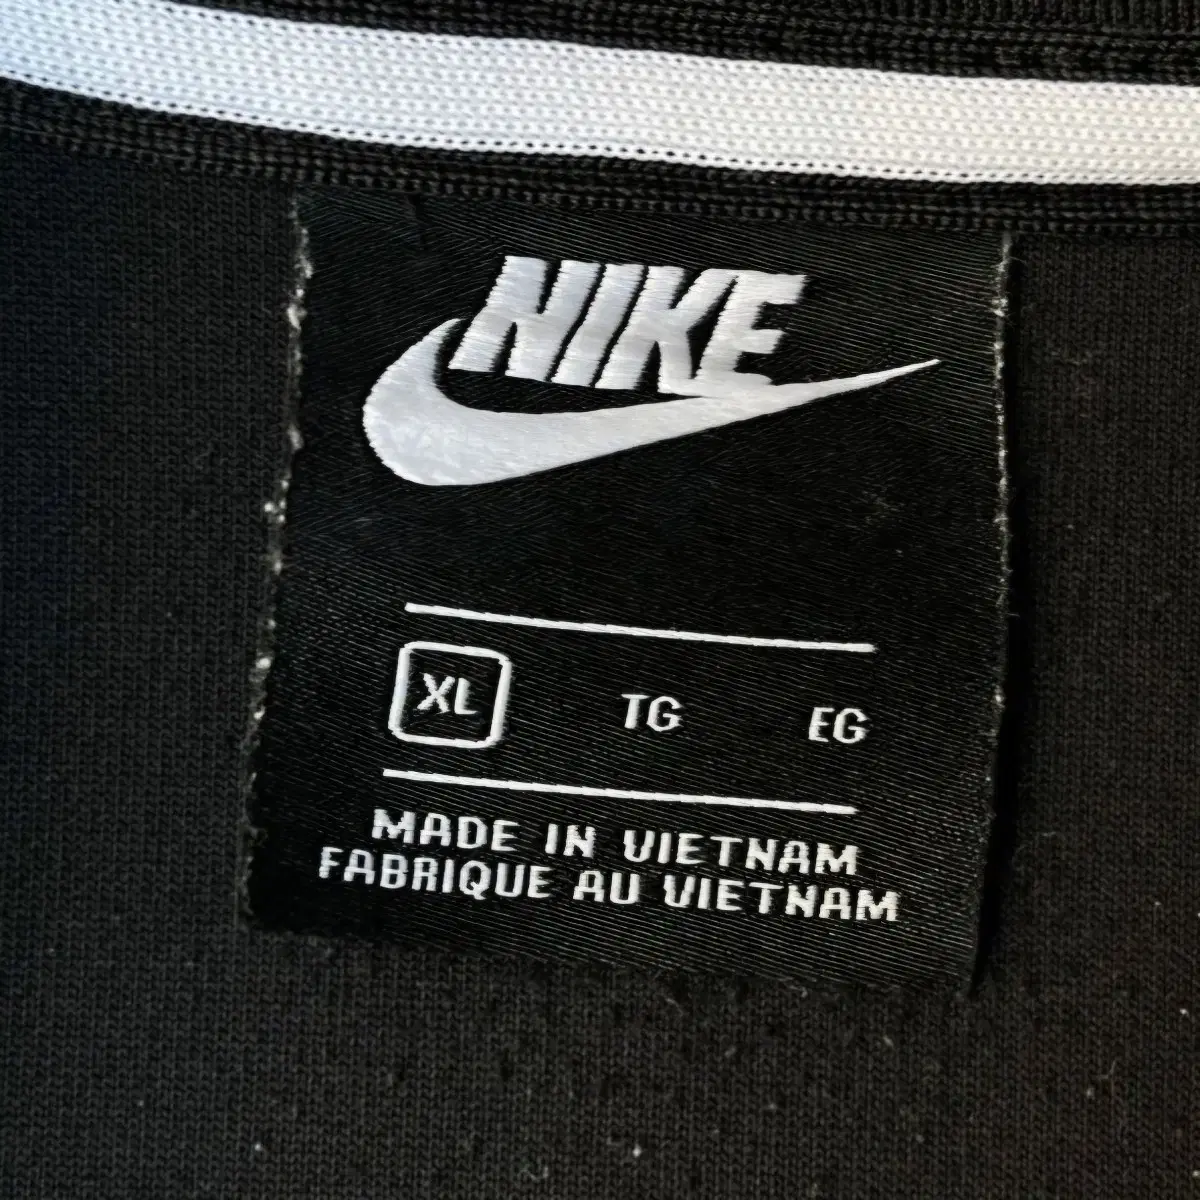 NIKE
XL TG EG
MADE IN VIETNAM
FABRIQUE AU VIETNAM